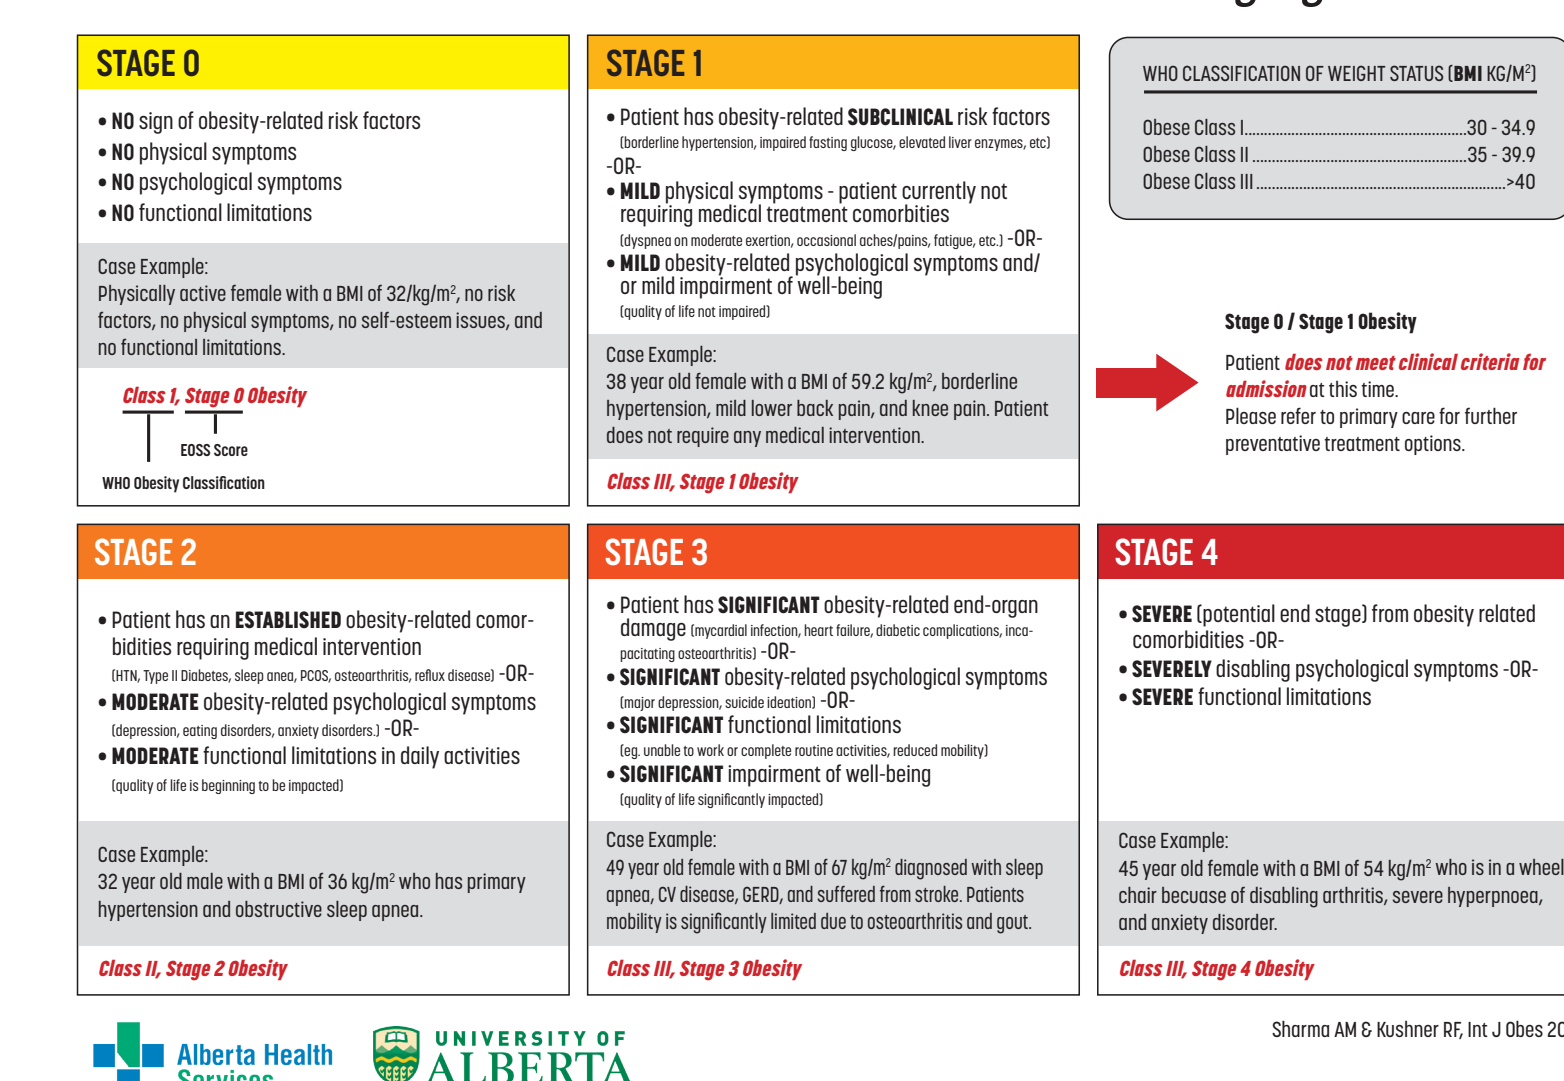 STAGE 0
• NO sign of obesity-related risk factors
• NO physical symptoms
• NO psychological symptoms
• NO functional limitations
Case Example:
Physically active female with a BMI of 32/kg/m², no risk
factors, no physical symptoms, no self-esteem issues, and
no functional limitations.
Class 1, Stage 0 Obesity
EOSS Score
WHO Obesity Classification
STAGE 1
• Patient has obesity-related SUBCLINICAL risk factors
(borderline hypertension, impaired fasting glucose, elevated liver enzymes, etc)
-OR-
• MILD physical symptoms - patient currently not
requiring medical treatment comorbities
(dyspnea on moderate exertion, occasional aches/pains, fatigue, etc.) -OR-
• MILD obesity-related psychological symptoms and/
or mild impairment of well-being
(quality of life not impaired)
Case Example:
38 year old female with a BMI of 59.2 kg/m², borderline
hypertension, mild lower back pain, and knee pain. Patient
does not require any medical intervention.
Class III, Stage 1 Obesity
WHO CLASSIFICATION OF WEIGHT STATUS (BMI KG/M²)
Obese Class I......................................................30 - 34.9
Obese Class II ....................................................35 - 39.9
Obese Class III .............................................................>40
Stage 0 / Stage 1 Obesity
Patient does not meet clinical criteria for
admission at this time.
Please refer to primary care for further
preventative treatment options.
STAGE 2
• Patient has an ESTABLISHED obesity-related comor-
bidities requiring medical intervention
(HTN, Type II Diabetes, sleep anea, PCOS, osteoarthritis, reflux disease) -OR-
• MODERATE obesity-related psychological symptoms
(depression, eating disorders, anxiety disorders.) -OR-
• MODERATE functional limitations in daily activities
(quality of life is beginning to be impacted)
Case Example:
32 year old male with a BMI of 36 kg/m² who has primary
hypertension and obstructive sleep apnea.
Class II, Stage 2 Obesity
STAGE 3
• Patient has SIGNIFICANT obesity-related end-organ
damage (mycardial infection, heart failure, diabetic complications, inca-
pacitating osteoarthritis) -OR-
• SIGNIFICANT obesity-related psychological symptoms
(major depression, suicide ideation) -OR-
• SIGNIFICANT functional limitations
(eg. unable to work or complete routine activities, reduced mobility)
• SIGNIFICANT impairment of well-being
(quality of life significantly impacted)
Case Example:
49 year old female with a BMI of 67 kg/m² diagnosed with sleep
apnea, CV disease, GERD, and suffered from stroke. Patients
mobility is significantly limited due to osteoarthritis and gout.
Class III, Stage 3 Obesity
STAGE 4
• SEVERE (potential end stage) from obesity related
comorbidities -OR-
• SEVERELY disabling psychological symptoms -OR-
• SEVERE functional limitations
Case Example:
45 year old female with a BMI of 54 kg/m² who is in a wheel
chair becuase of disabling arthritis, severe hyperpnoea,
and anxiety disorder.
Class III, Stage 4 Obesity
Alberta Health
Services
UNIVERSITY OF
ALBERTA
Sharma AM & Kushner RF, Int J Obes 20